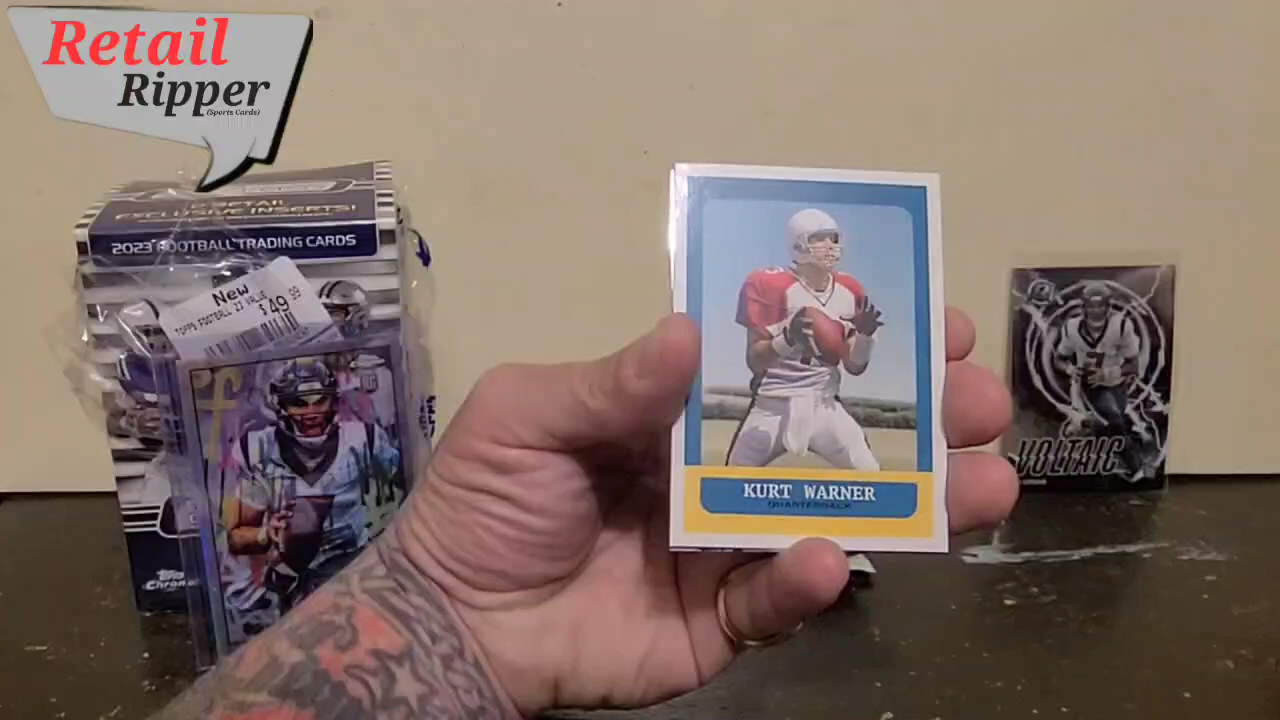 Retail
Ripper
(Sports Cards)
RETAIL
EXCLUSIVE INSERTS!
2023 FOOTBALL TRADING CARDS
New
TOPPS FOOTBALL 23 VALUE
$49.99
Topps
Chrome
KURT WARNER
QUARTERBACK
VOLTAIC